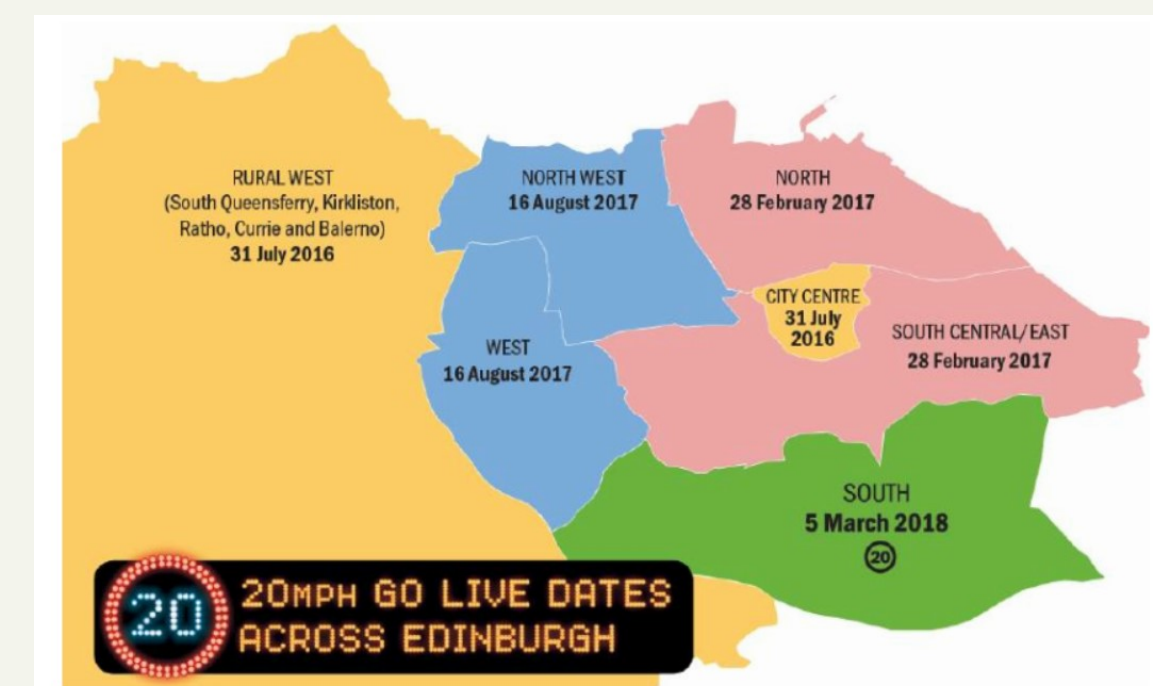 RURAL WEST
(South Queensferry, Kirkliston,
Ratho, Currie and Balerno)
31 July 2016
NORTH WEST
16 August 2017
NORTH
28 February 2017
CITY CENTRE
31 July
2016
SOUTH CENTRAL/EAST
28 February 2017
WEST
16 August 2017
SOUTH
5 March 2018
20
20
20MPH GO LIVE DATES
ACROSS EDINBURGH